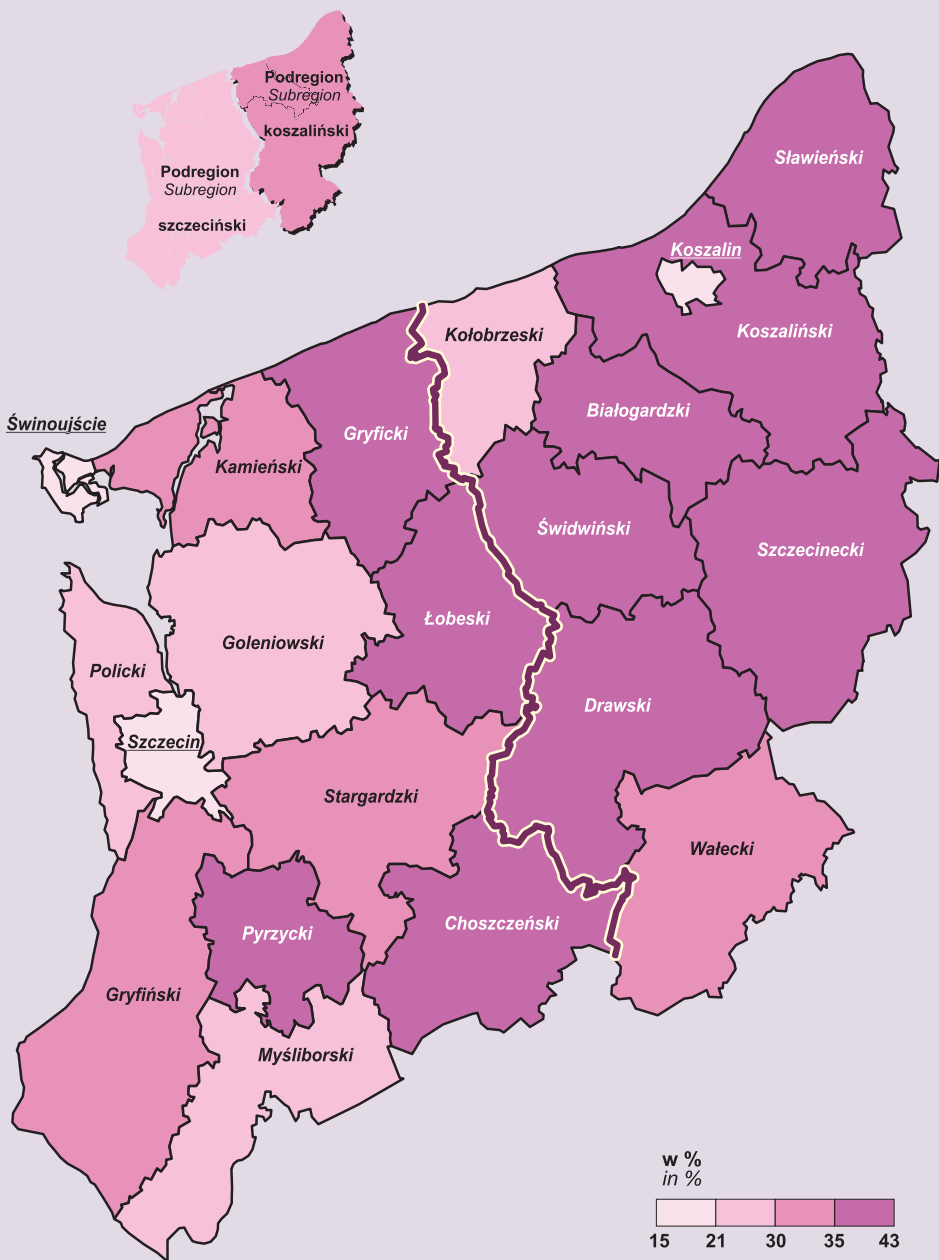 Podregion
Subregion
koszaliński
Podregion
Subregion
szczeciński
Sławieński
Koszalin
Koszaliński
Kołobrzeski
Białogardzki
Świnoujście
Gryficki
Kamieński
Świdwiński
Szczecinecki
Łobeski
Goleniowski
Policki
Drawski
Szczecin
Stargardzki
Wałecki
Choszczeński
Pyrzycki
Gryfiński
Myśliborski
w %
in %
15 21 30 35 43